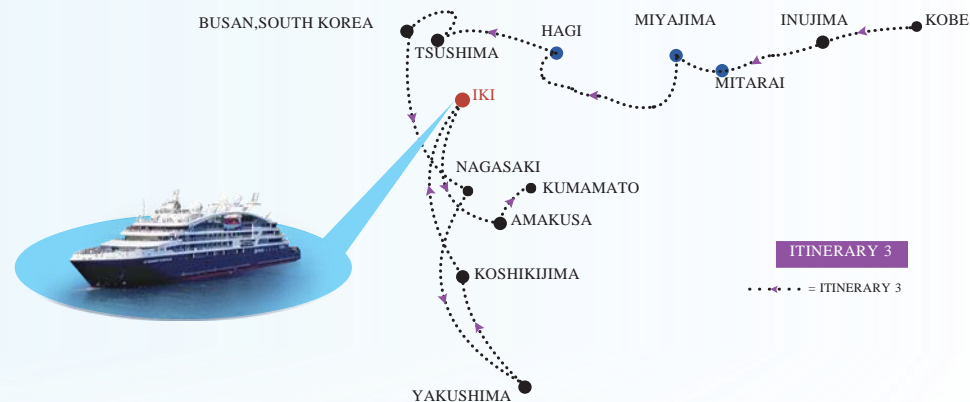 BUSAN,SOUTH KOREA
TSUSHIMA
HAGI
MIYAJIMA
INUJIMA
KOBE
MITARAI
IKI
NAGASAKI
KUMAMATO
AMAKUSA
ITINERARY 3
KOSHIKIJIMA
= ITINERARY 3
YAKUSHIMA